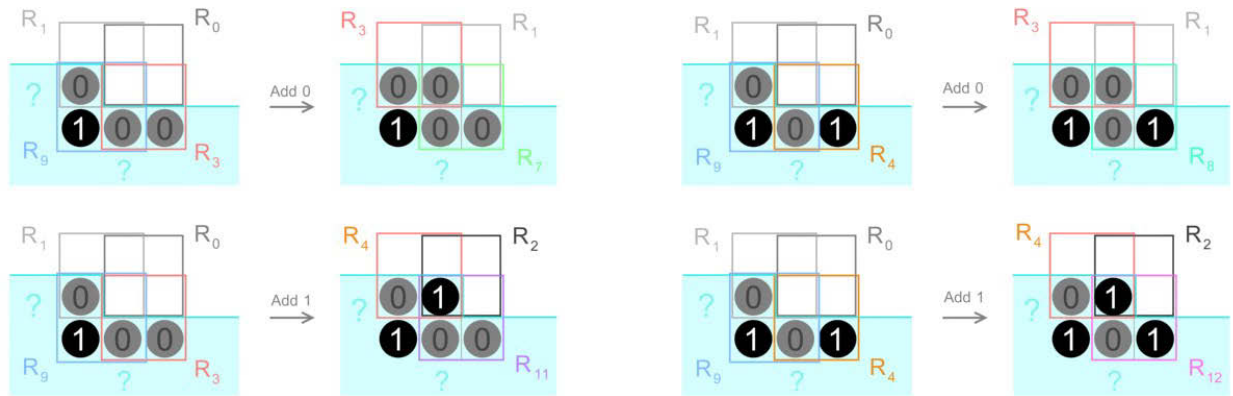 R1 R0 R3 R1 R1 R0 R3 R1
? 0 Add 0 ? 0 0 ? 0 Add 0 ? 0 0
1 0 0 1 0 0 1 0 1 1 0 1
R9 ? R3 ? R7 R9 ? R4 ? R8
R1 R0 R4 R2 R1 R0 R4 R2
? 0 Add 1 ? 0 1 ? 0 Add 1 ? 0 1
1 0 0 1 0 0 1 0 1 1 0 1
R9 ? R3 ? R11 R9 ? R4 ? R12